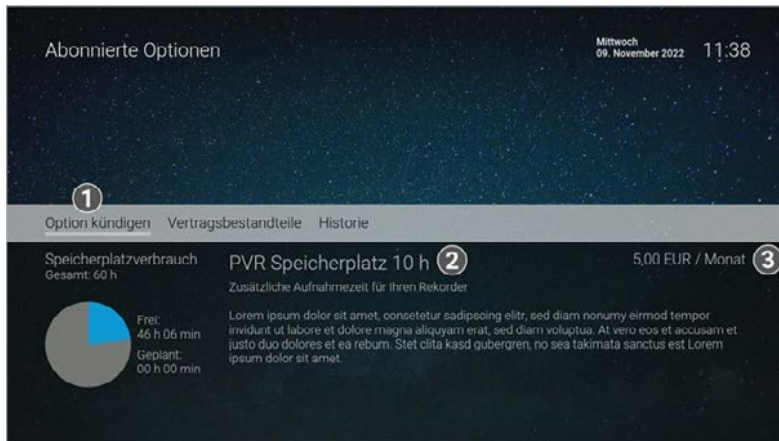 Abonnierte Optionen
Mittwoch
09. November 2022
11:38
1
Option kündigen Vertragsbestandteile Historie
Speicherplatzverbrauch
Gesamt: 60 h
Frei:
46 h 06 min
Geplant:
00 h 00 min
PVR Speicherplatz 10 h 2
5,00 EUR / Monat 3
Zusätzliche Aufnahmezeit für Ihren Rekorder
Lorem ipsum dolor sit amet, consetetur sadipscing elitr, sed diam nonumy eirmod tempor
invidunt ut labore et dolore magna aliquyam erat, sed diam voluptua. At vero eos et accusam et
justo duo dolores et ea rebum. Stet clita kasd gubergren, no sea takimata sanctus est Lorem
ipsum dolor sit amet.